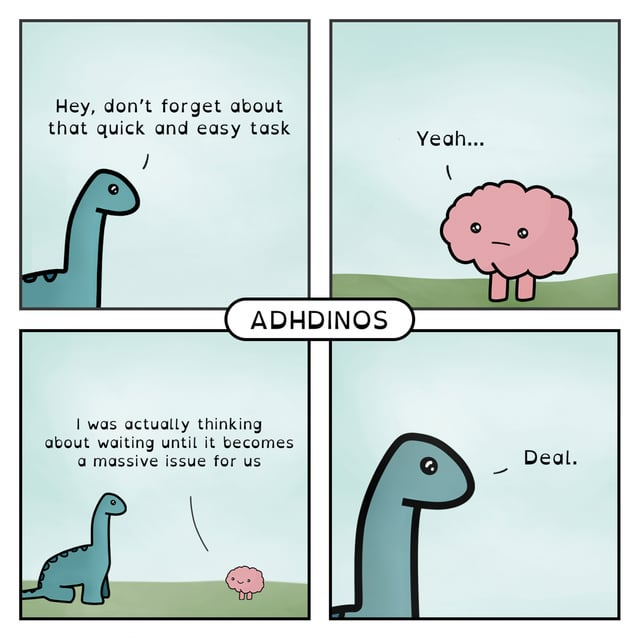 Hey, don't forget about
that quick and easy task
Yeah...
ADHDINOS
I was actually thinking
about waiting until it becomes
a massive issue for us
Deal.